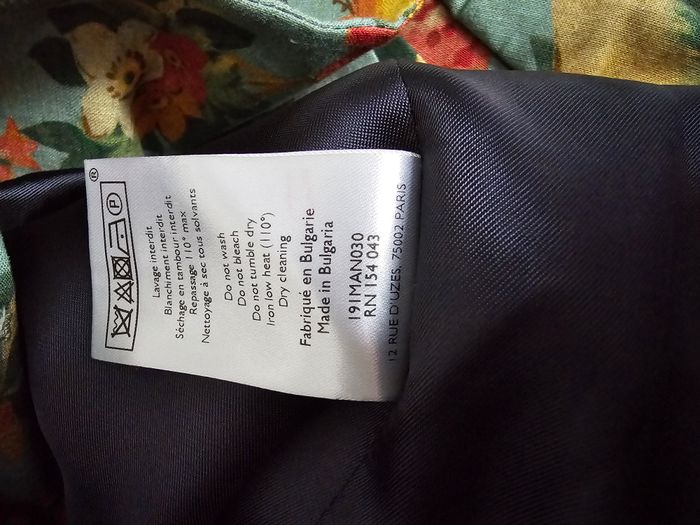 ®
P
Lavage interdit
Blanchiment interdit
Séchage en tambour interdit
Repassage 110° max
Nettoyage à sec tous solvants
Do not wash
Do not bleach
Do not tumble dry
Iron low heat (110°)
Dry cleaning
Fabriqué en Bulgarie
Made in Bulgaria
191MAN030
RN 154 043
12 RUE D'UZES, 75002 PARIS